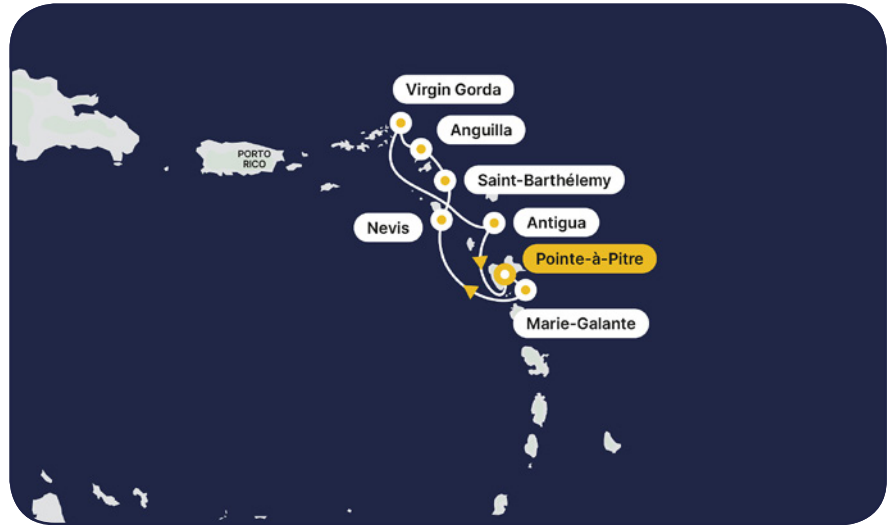 Virgin Gorda
Anguilla
PORTO
RICO
Saint-Barthélemy
Nevis
Antigua
Pointe-à-Pitre
Marie-Galante